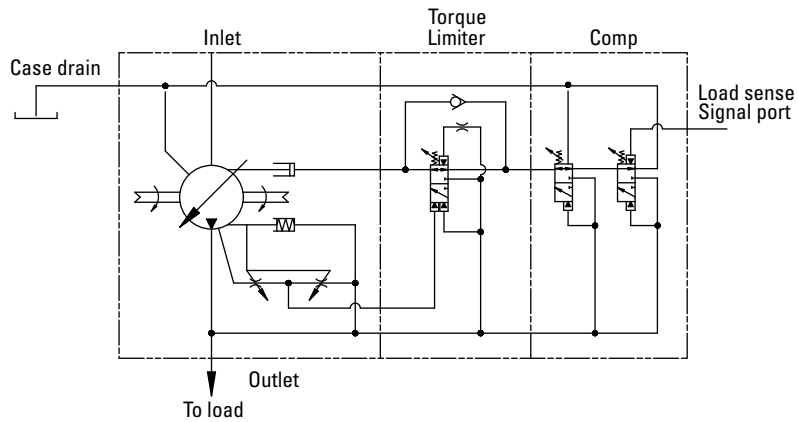 Torque
Limiter
Inlet
Comp
Case drain
Load sense
Signal port
Outlet
To load